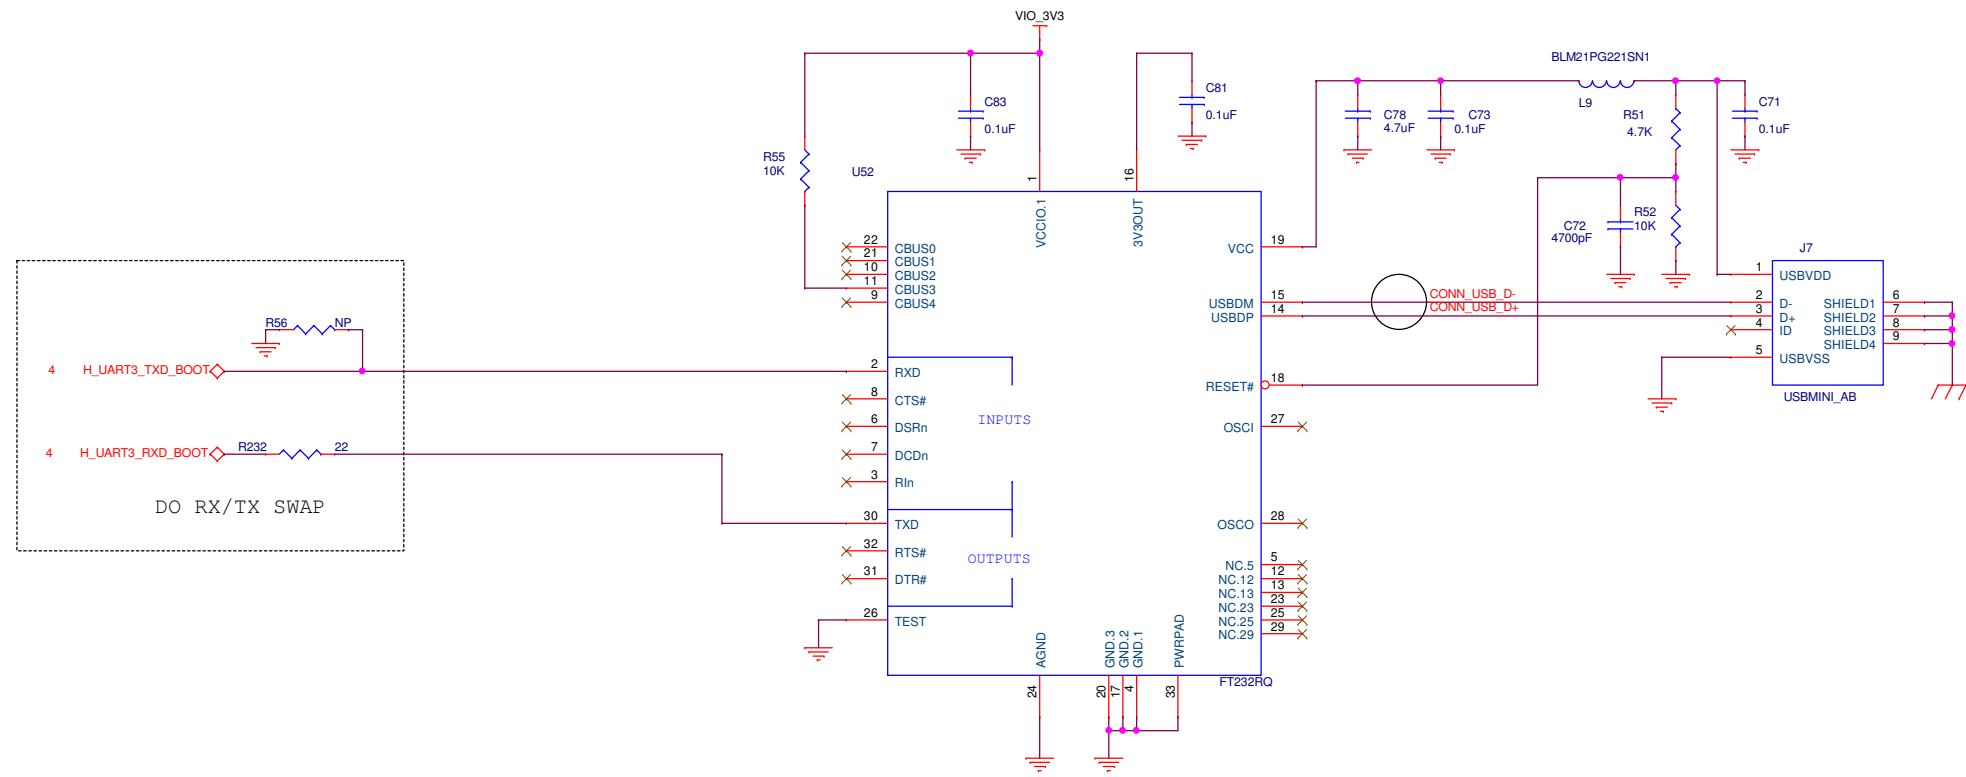 VIO_3V3
BLM21PG221SN1
L9
C83
0.1uF
C81
0.1uF
C78
4.7uF
C73
0.1uF
R51
4.7K
C71
0.1uF
R55
10K
U52
1
VCCIO.1
16
3V3OUT
C72
4700pF
R52
10K
J7
22 CBUS0
21 CBUS1
10 CBUS2
11 CBUS3
9 CBUS4
VCC 19
USBDM 15
USBDP 14
CONN_USB_D-
CONN_USB_D+
1 USBVDD
2 D-
3 D+
4 ID
5 USBVSS
SHIELD1 6
SHIELD2 7
SHIELD3 8
SHIELD4 9
USBMINI_AB
R56 NP
4 H_UART3_TXD_BOOT
4 H_UART3_RXD_BOOT
R232 22
DO RX/TX SWAP
2 RXD
8 CTS#
6 DSRn
7 DCDn
3 RIn
INPUTS
30 TXD
32 RTS#
31 DTR#
OUTPUTS
26 TEST
RESET# 18
OSCI 27
OSCO 28
NC.5 5
NC.12 12
NC.13 13
NC.23 23
NC.25 25
NC.29 29
AGND
24
GND.3
20
GND.2
17
GND.1
4
PWRPAD
33
FT232RQ